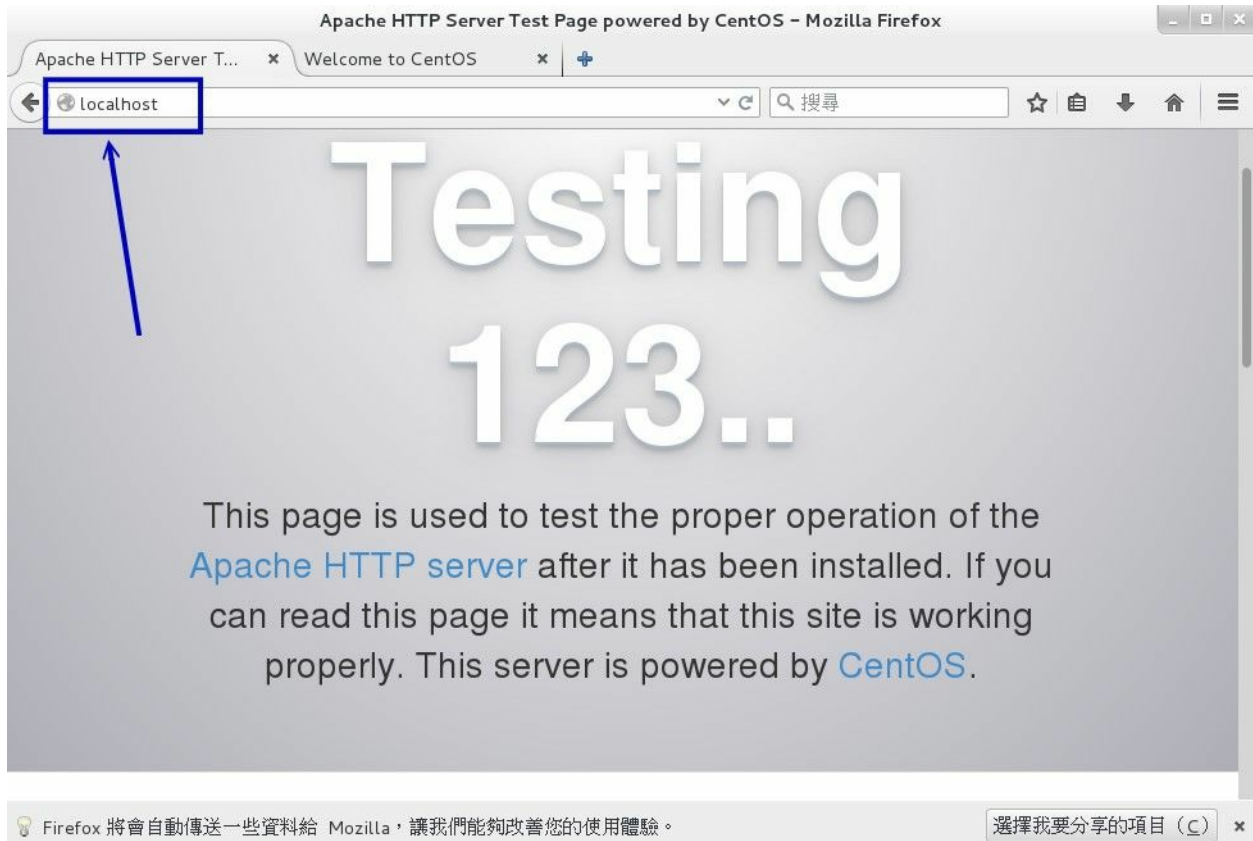 Apache HTTP Server Test Page powered by CentOS – Mozilla Firefox
Apache HTTP Server T...
Welcome to CentOS
localhost
搜尋
Testing
123..
This page is used to test the proper operation of the
Apache HTTP server after it has been installed. If you
can read this page it means that this site is working
properly. This server is powered by CentOS.
Firefox 將會自動傳送一些資料給 Mozilla，讓我們能夠改善您的使用體驗。
選擇我要分享的項目 (C)